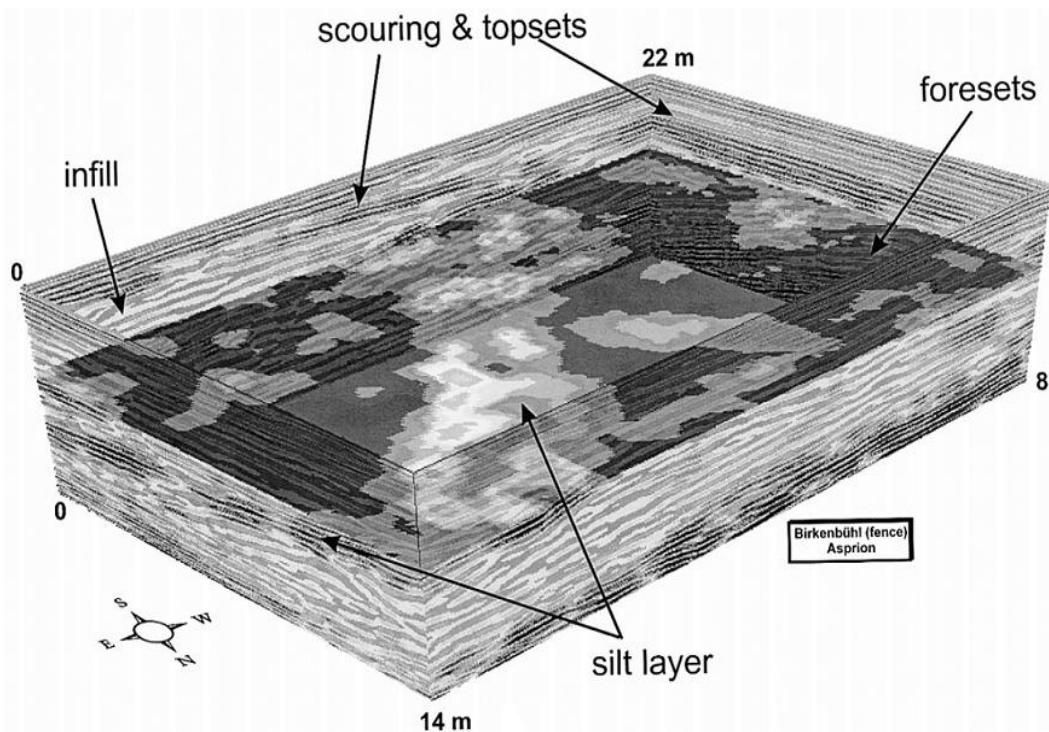 scouring & topsets
22 m
foresets
infill
0
8
0
Birkenbühl (fence)
Asprion
S
W
E
N
silt layer
14 m